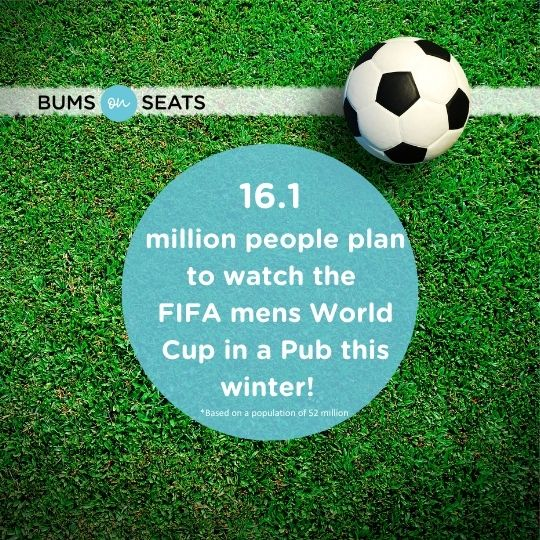 BUMS on SEATS
16.1
million people plan
to watch the
FIFA mens World
Cup in a Pub this
winter!
*Based on a population of 52 million